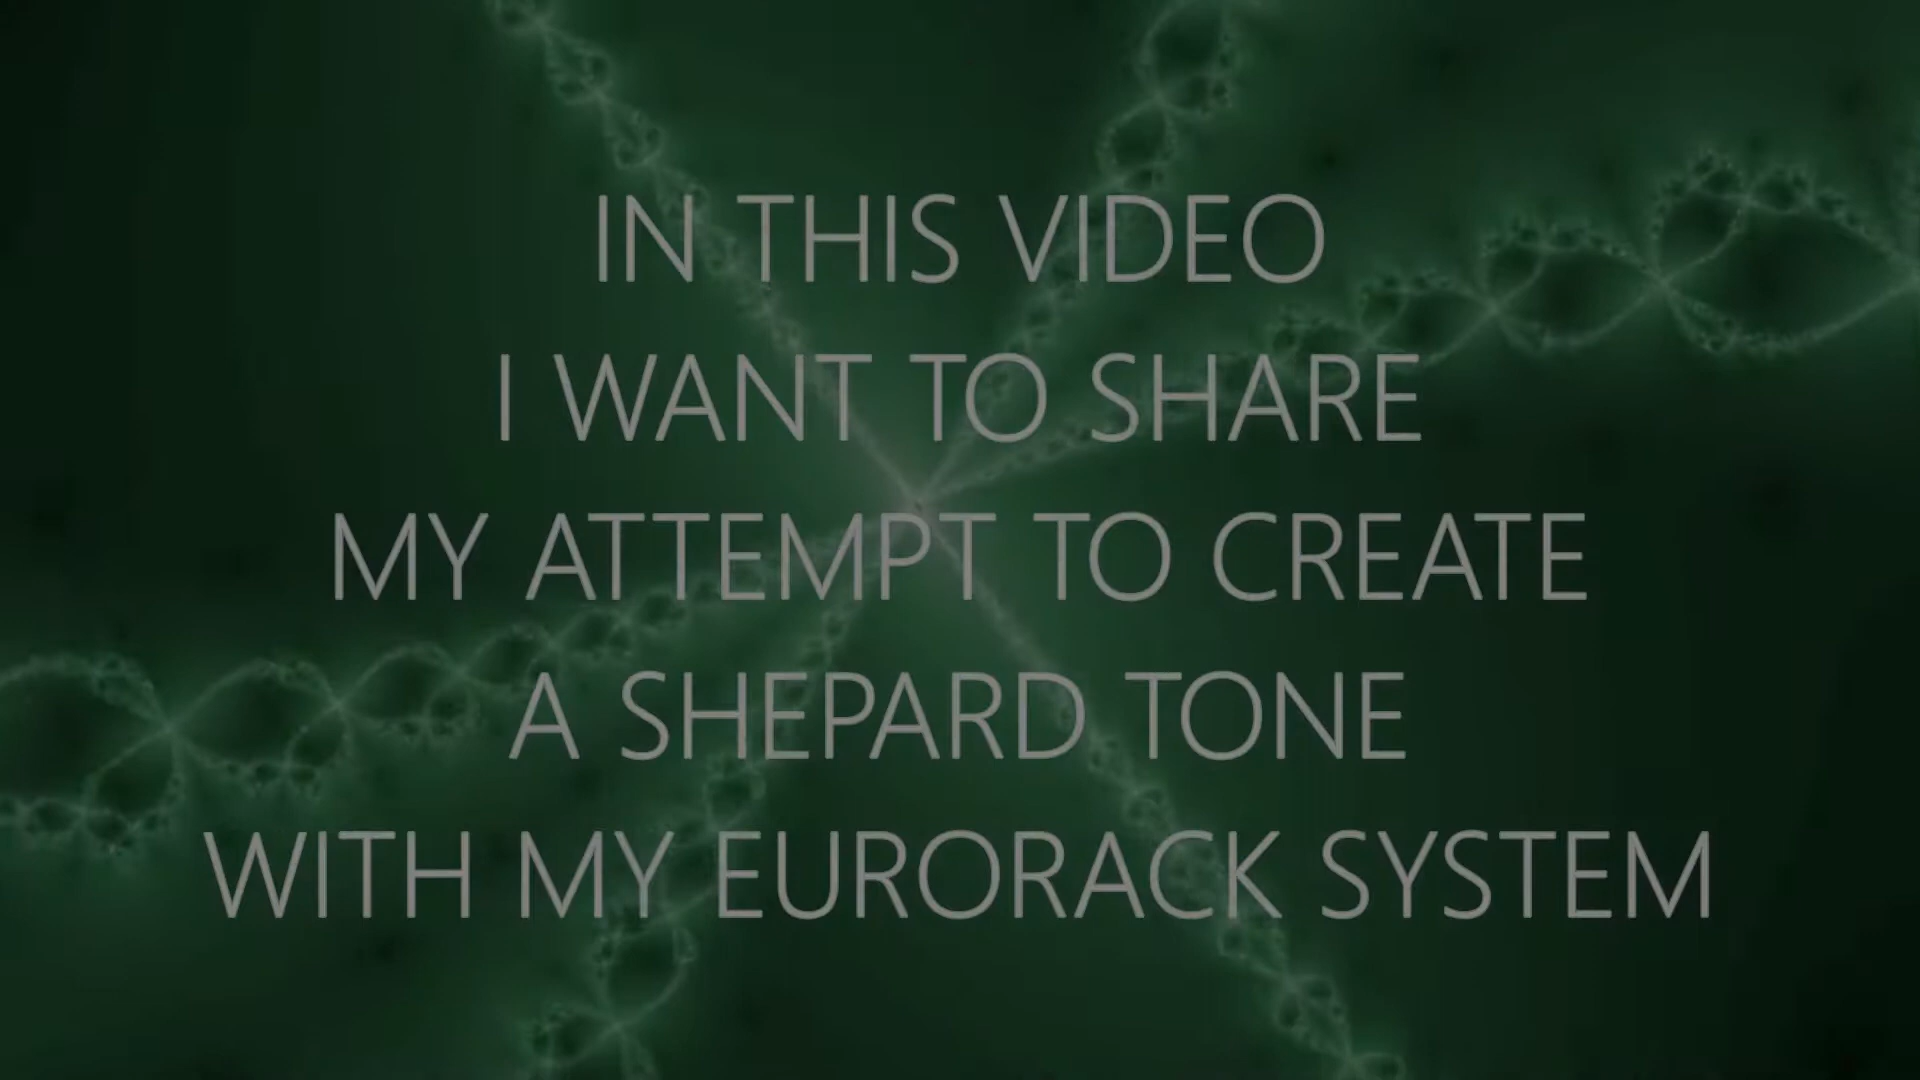 IN THIS VIDEO
I WANT TO SHARE
MY ATTEMPT TO CREATE
A SHEPARD TONE
WITH MY EURORACK SYSTEM